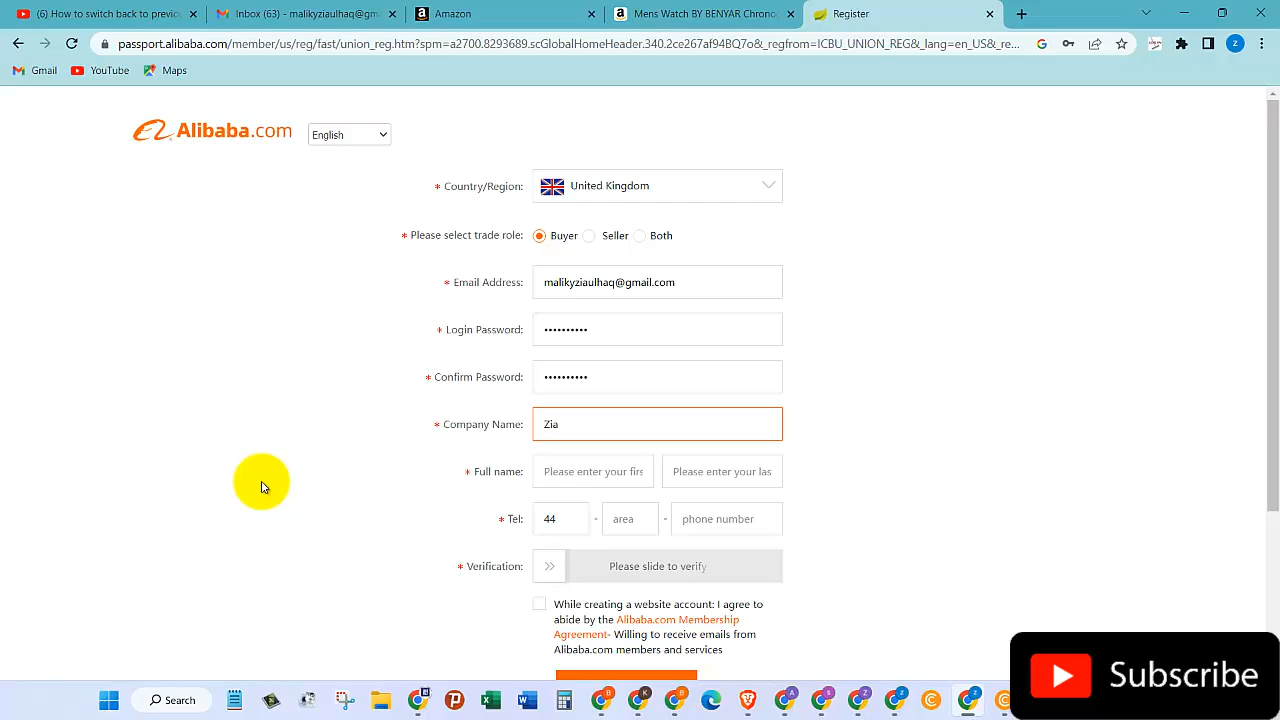 (6) How to switch back to previou
Inbox (63) - malikyziaulhaq@gm
Amazon
Mens Watch BY BENYAR Chrono
Register
passport.alibaba.com/member/us/reg/fast/union_reg.htm?spm=a2700.8293689.scGlobalHomeHeader.340.2ce267af94BQ7o&_regfrom=ICBU_UNION_REG&_lang=en_US&_re...
Gmail
YouTube
Maps
Alibaba.com
English
* Country/Region:
United Kingdom
* Please select trade role:
Buyer
Seller
Both
* Email Address:
malikyziaulhaq@gmail.com
* Login Password:
••••••••••
* Confirm Password:
••••••••••
* Company Name:
Zia
* Full name:
Please enter your firs
Please enter your las
* Tel:
44
-
area
-
phone number
* Verification:
Please slide to verify
While creating a website account: I agree to
abide by the Alibaba.com Membership
Agreement- Willing to receive emails from
Alibaba.com members and services
Subscribe
Search